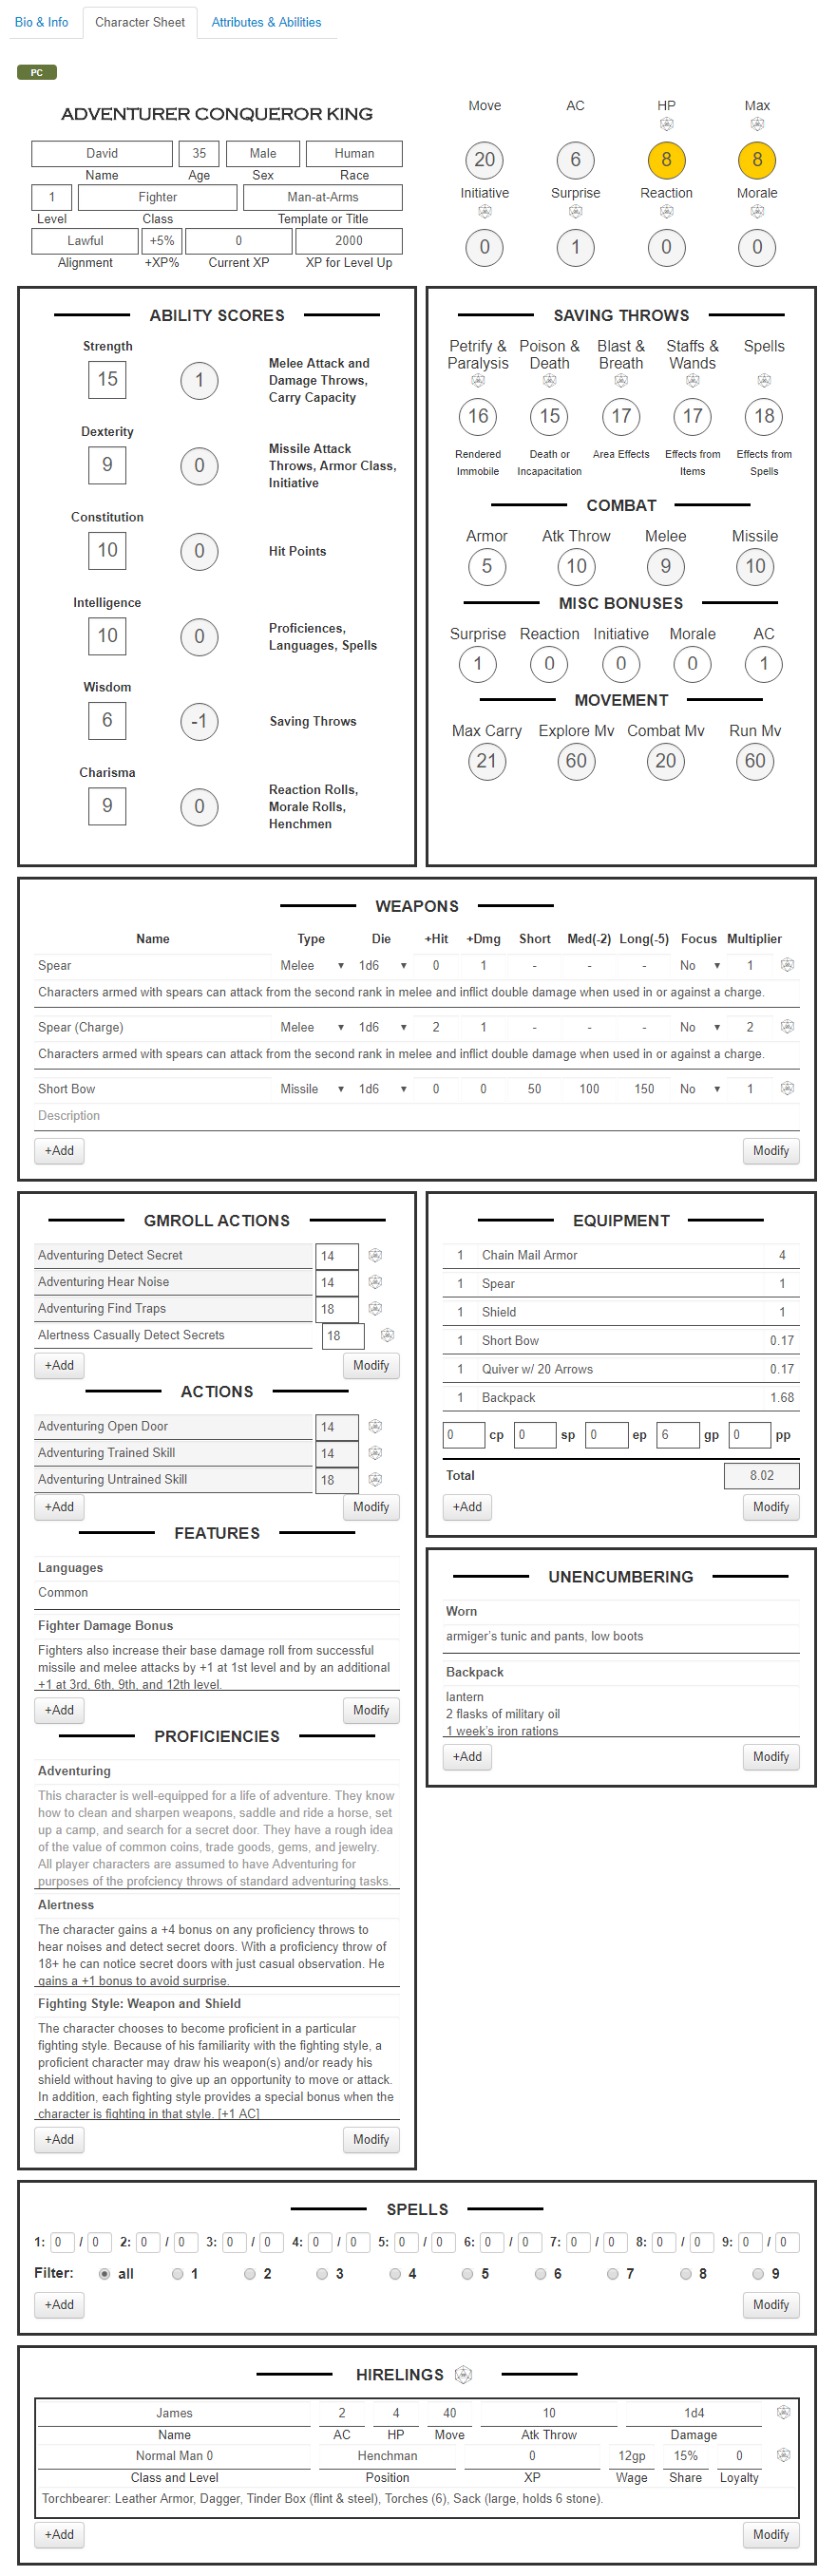 Bio & Info Character Sheet Attributes & Abilities
PC
ADVENTURER CONQUEROR KING
David 35 Male Human
Name Age Sex Race
1 Fighter Man-at-Arms
Level Class Template or Title
Lawful +5% 0 2000
Alignment +XP% Current XP XP for Level Up
Move AC HP Max
20 6 8 8
Initiative Surprise Reaction Morale
0 1 0 0
ABILITY SCORES
Strength
15 1 Melee Attack and
Damage Throws,
Carry Capacity
Dexterity
9 0 Missile Attack
Throws, Armor Class,
Initiative
Constitution
10 0 Hit Points
Intelligence
10 0 Proficiences,
Languages, Spells
Wisdom
6 -1 Saving Throws
Charisma
9 0 Reaction Rolls,
Morale Rolls,
Henchmen
SAVING THROWS
Petrify & Poison & Blast & Staffs & Spells
Paralysis Death Breath Wands
16 15 17 17 18
Rendered Death or Area Effects Effects from Effects from
Immobile Incapacitation Items Spells
COMBAT
Armor Atk Throw Melee Missile
5 10 9 10
MISC BONUSES
Surprise Reaction Initiative Morale AC
1 0 0 0 1
MOVEMENT
Max Carry Explore Mv Combat Mv Run Mv
21 60 20 60
WEAPONS
Name Type Die +Hit +Dmg Short Med(-2) Long(-5) Focus Multiplier
Spear Melee 1d6 0 1 - - - No 1
Characters armed with spears can attack from the second rank in melee and inflict double damage when used in or against a charge.
Spear (Charge) Melee 1d6 2 1 - - - No 2
Characters armed with spears can attack from the second rank in melee and inflict double damage when used in or against a charge.
Short Bow Missile 1d6 0 0 50 100 150 No 1
Description
+Add Modify
GMROLL ACTIONS
Adventuring Detect Secret 14
Adventuring Hear Noise 14
Adventuring Find Traps 18
Alertness Casually Detect Secrets 18
+Add Modify
ACTIONS
Adventuring Open Door 14
Adventuring Trained Skill 14
Adventuring Untrained Skill 18
+Add Modify
FEATURES
Languages
Common
Fighter Damage Bonus
Fighters also increase their base damage roll from successful
missile and melee attacks by +1 at 1st level and by an additional
+1 at 3rd, 6th, 9th, and 12th level.
+Add Modify
PROFICIENCIES
Adventuring
This character is well-equipped for a life of adventure. They know
how to clean and sharpen weapons, saddle and ride a horse, set
up a camp, and search for a secret door. They have a rough idea
of the value of common coins, trade goods, gems, and jewelry.
All player characters are assumed to have Adventuring for
purposes of the profciency throws of standard adventuring tasks.
Alertness
The character gains a +4 bonus on any proficiency throws to
hear noises and detect secret doors. With a proficiency throw of
18+ he can notice secret doors with just casual observation. He
gains a +1 bonus to avoid surprise.
Fighting Style: Weapon and Shield
The character chooses to become proficient in a particular
fighting style. Because of his familiarity with the fighting style, a
proficient character may draw his weapon(s) and/or ready his
shield without having to give up an opportunity to move or attack.
In addition, each fighting style provides a special bonus when the
character is fighting in that style. [+1 AC]
+Add Modify
EQUIPMENT
1 Chain Mail Armor 4
1 Spear 1
1 Shield 1
1 Short Bow 0.17
1 Quiver w/ 20 Arrows 0.17
1 Backpack 1.68
0 cp 0 sp 0 ep 6 gp 0 pp
Total 8.02
+Add Modify
UNENCUMBERING
Worn
armiger's tunic and pants, low boots
Backpack
lantern
2 flasks of military oil
1 week's iron rations
+Add Modify
SPELLS
1: 0 / 0 2: 0 / 0 3: 0 / 0 4: 0 / 0 5: 0 / 0 6: 0 / 0 7: 0 / 0 8: 0 / 0 9: 0 / 0
Filter: all 1 2 3 4 5 6 7 8 9
+Add Modify
HIRELINGS
James 2 4 40 10 1d4
Name AC HP Move Atk Throw Damage
Normal Man 0 Henchman 0 12gp 15% 0
Class and Level Position XP Wage Share Loyalty
Torchbearer: Leather Armor, Dagger, Tinder Box (flint & steel), Torches (6), Sack (large, holds 6 stone).
+Add Modify